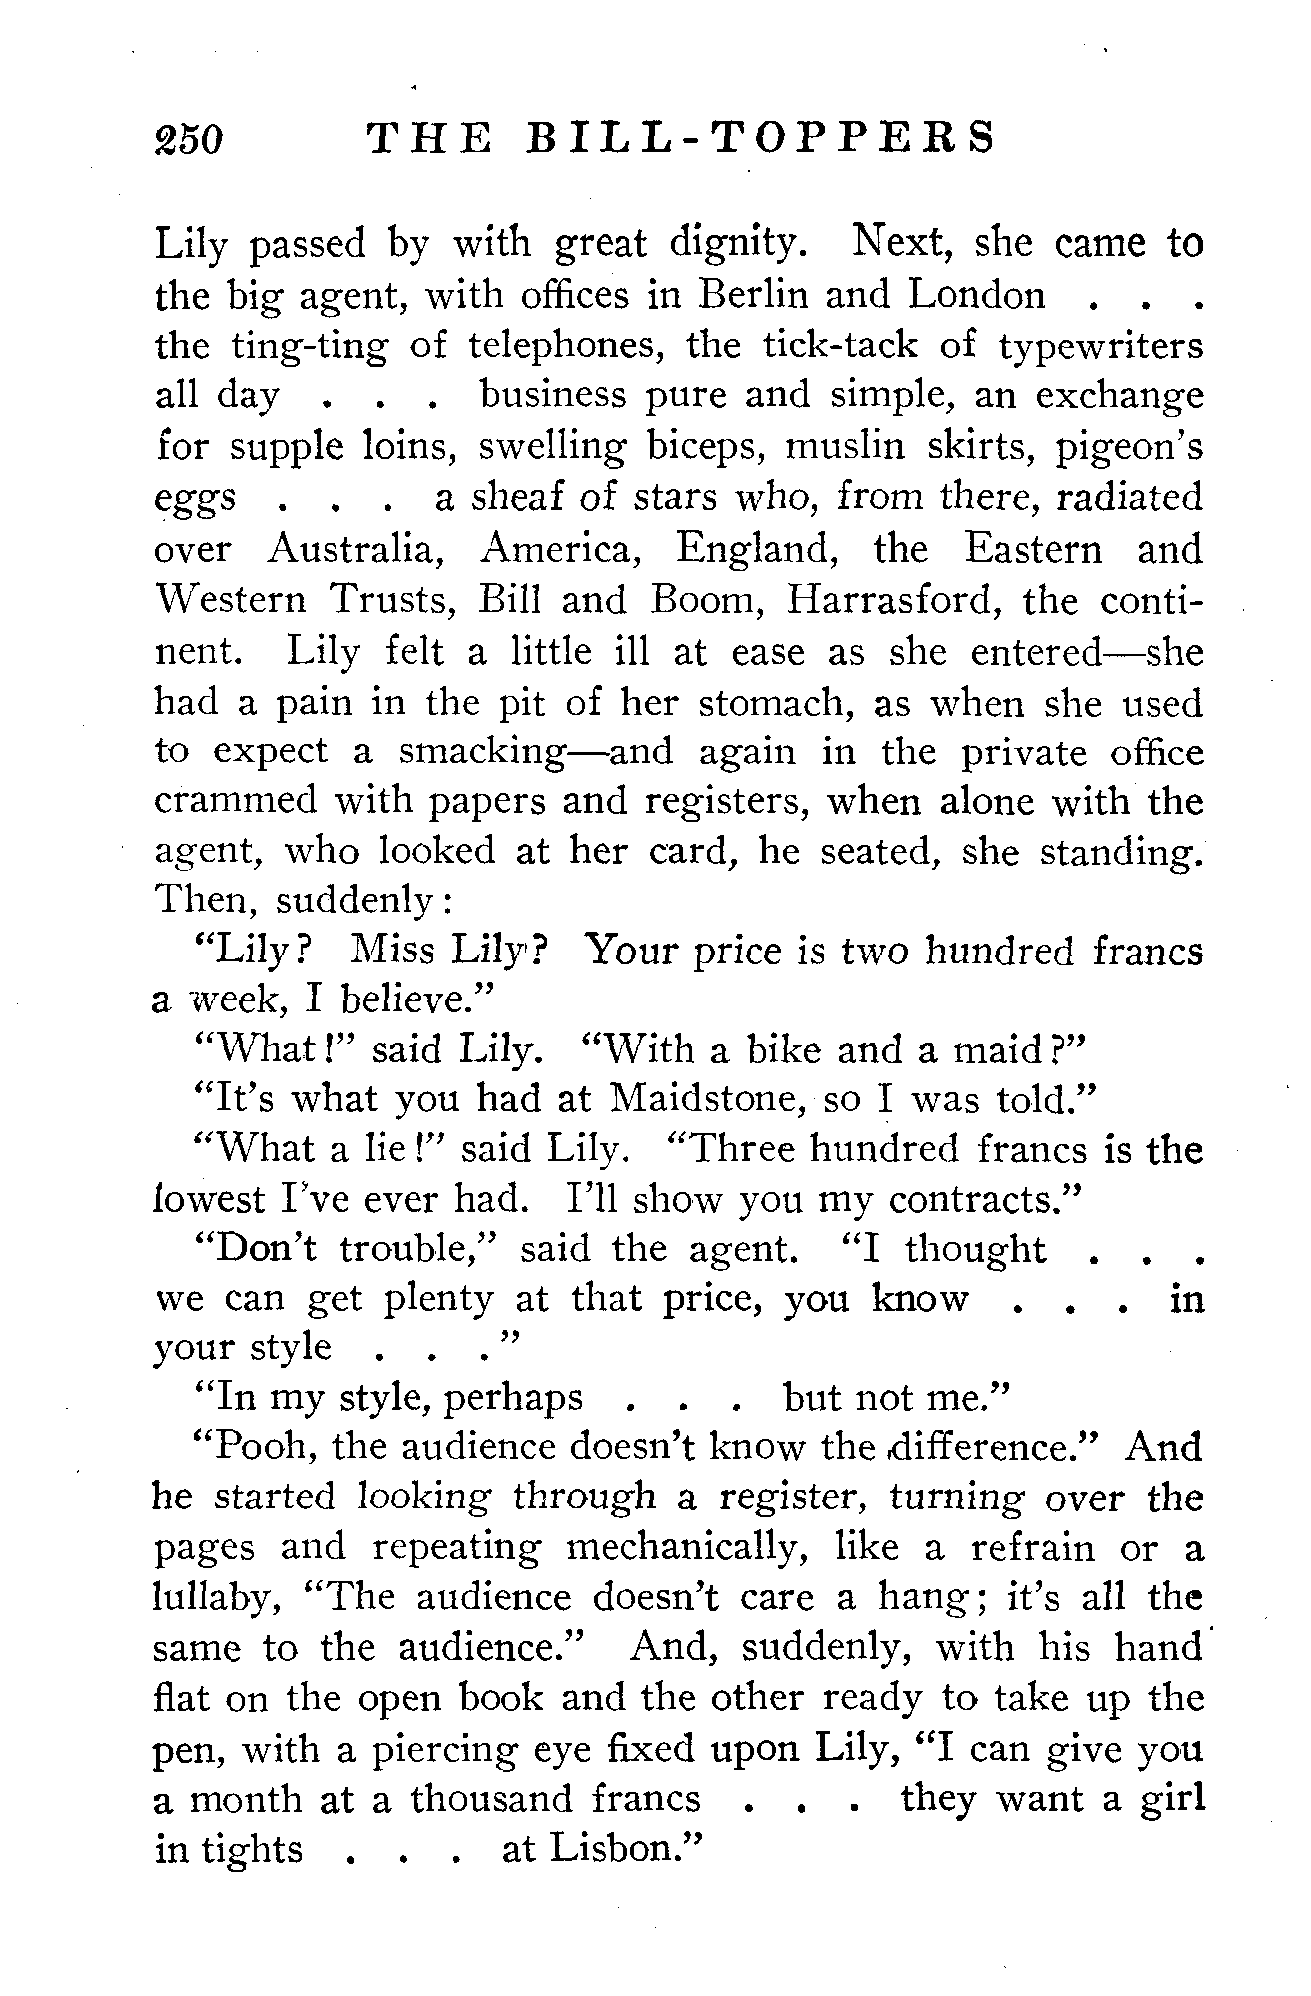 250 THE BILL-TOPPERS
Lily passed by with great dignity. Next, she came to
the big agent, with offices in Berlin and London . . .
the ting-ting of telephones, the tick-tack of typewriters
all day . . . business pure and simple, an exchange
for supple loins, swelling biceps, muslin skirts, pigeon's
eggs . . . a sheaf of stars who, from there, radiated
over Australia, America, England, the Eastern and
Western Trusts, Bill and Boom, Harrasford, the conti-
nent. Lily felt a little ill at ease as she entered—she
had a pain in the pit of her stomach, as when she used
to expect a smacking—and again in the private office
crammed with papers and registers, when alone with the
agent, who looked at her card, he seated, she standing.
Then, suddenly:
"Lily? Miss Lily? Your price is two hundred francs
a week, I believe."
"What!" said Lily. "With a bike and a maid?"
"It's what you had at Maidstone, so I was told."
"What a lie!" said Lily. "Three hundred francs is the
lowest I've ever had. I'll show you my contracts."
"Don't trouble," said the agent. "I thought . . .
we can get plenty at that price, you know . . . in
your style . . ."
"In my style, perhaps . . . but not me."
"Pooh, the audience doesn't know the difference." And
he started looking through a register, turning over the
pages and repeating mechanically, like a refrain or a
lullaby, "The audience doesn't care a hang; it's all the
same to the audience." And, suddenly, with his hand
flat on the open book and the other ready to take up the
pen, with a piercing eye fixed upon Lily, "I can give you
a month at a thousand francs . . . they want a girl
in tights . . . at Lisbon."